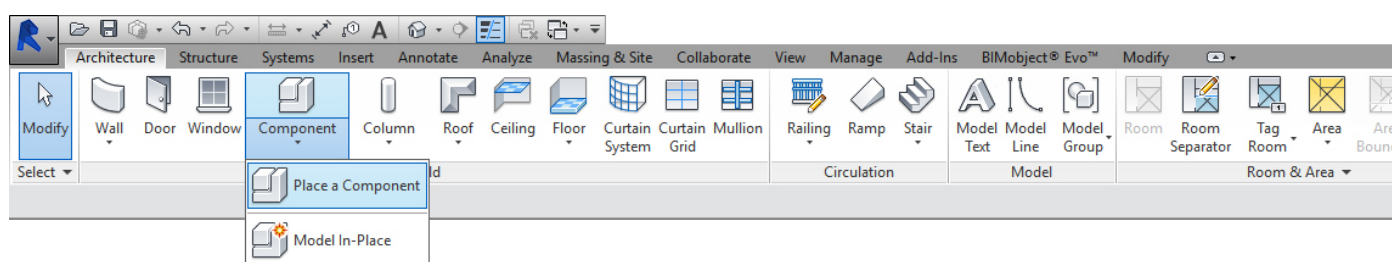 Architecture Structure Systems Insert Annotate Analyze Massing & Site Collaborate View Manage Add-Ins BIMobject® Evo™ Modify
Modify Wall Door Window Component Column Roof Ceiling Floor Curtain Curtain Mullion Railing Ramp Stair Model Model Model Room Room Tag Area
System Grid Text Line Group Separator Room
Select Circulation Model Room & Area
Place a Component
Model In-Place